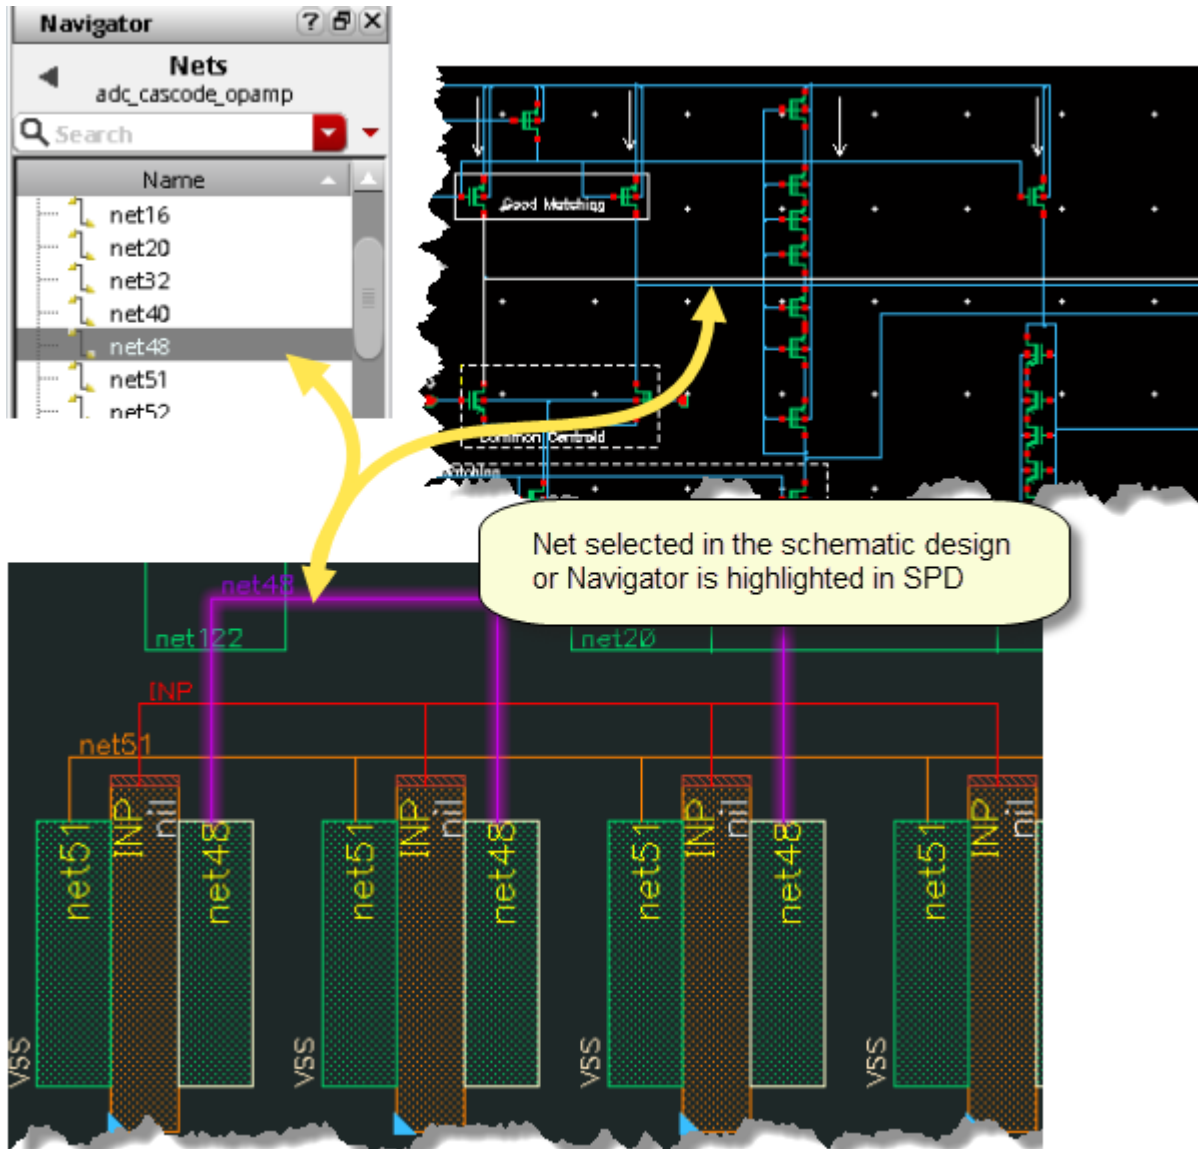 Navigator
Nets
adc_cascode_opamp
Search
Name
net16
net20
net32
net40
net48
net51
net52
Good Matching
Common Centroid
Net selected in the schematic design
or Navigator is highlighted in SPD
net48
net122
net20
INP
net51
net51
INP
nil
net48
net51
INP
nil
net48
net51
INP
nil
net48
net51
INP
nil
VSS
VSS
VSS
VSS